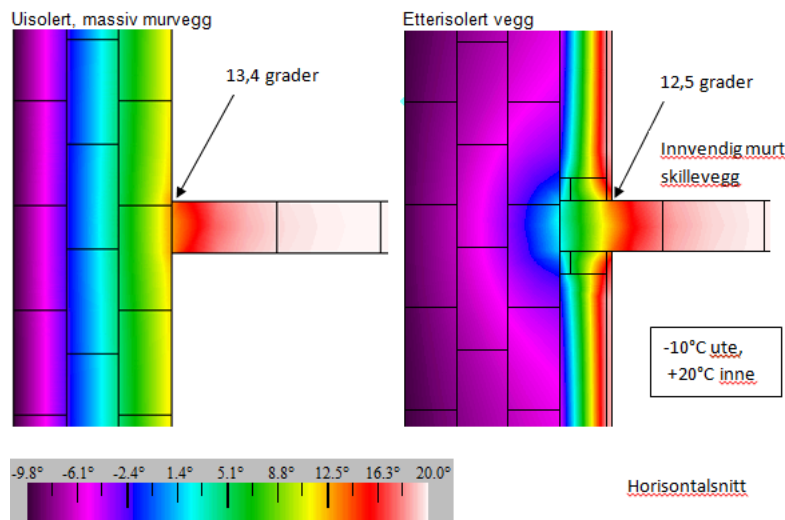 Uisolert, massiv murvegg
Etterisolert vegg
13,4 grader
12,5 grader
Innvendig murt
skillevegg
-10°C ute,
+20°C inne
-9.8° -6.1° -2.4° 1.4° 5.1° 8.8° 12.5° 16.3° 20.0°
Horisontalsnitt